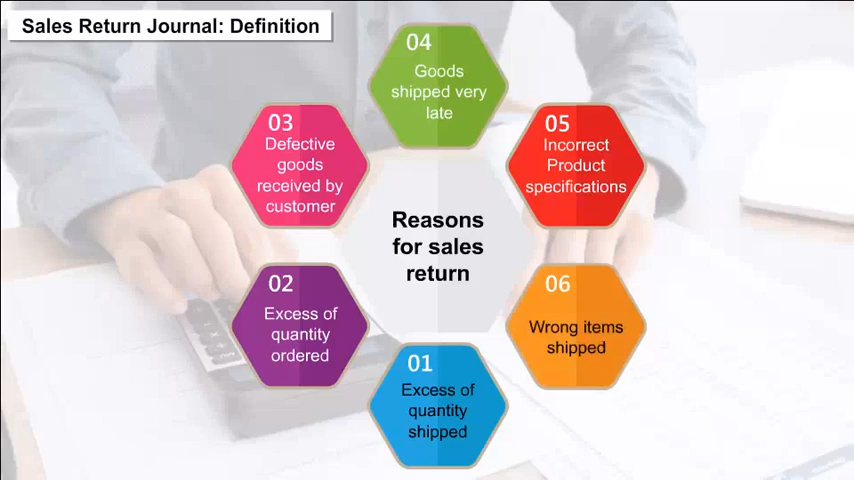 Sales Return Journal: Definition
04
Goods
shipped very
late
03
Defective
goods
received by
customer
05
Incorrect
Product
specifications
Reasons
for sales
return
02
Excess of
quantity
ordered
06
Wrong items
shipped
01
Excess of
quantity
shipped